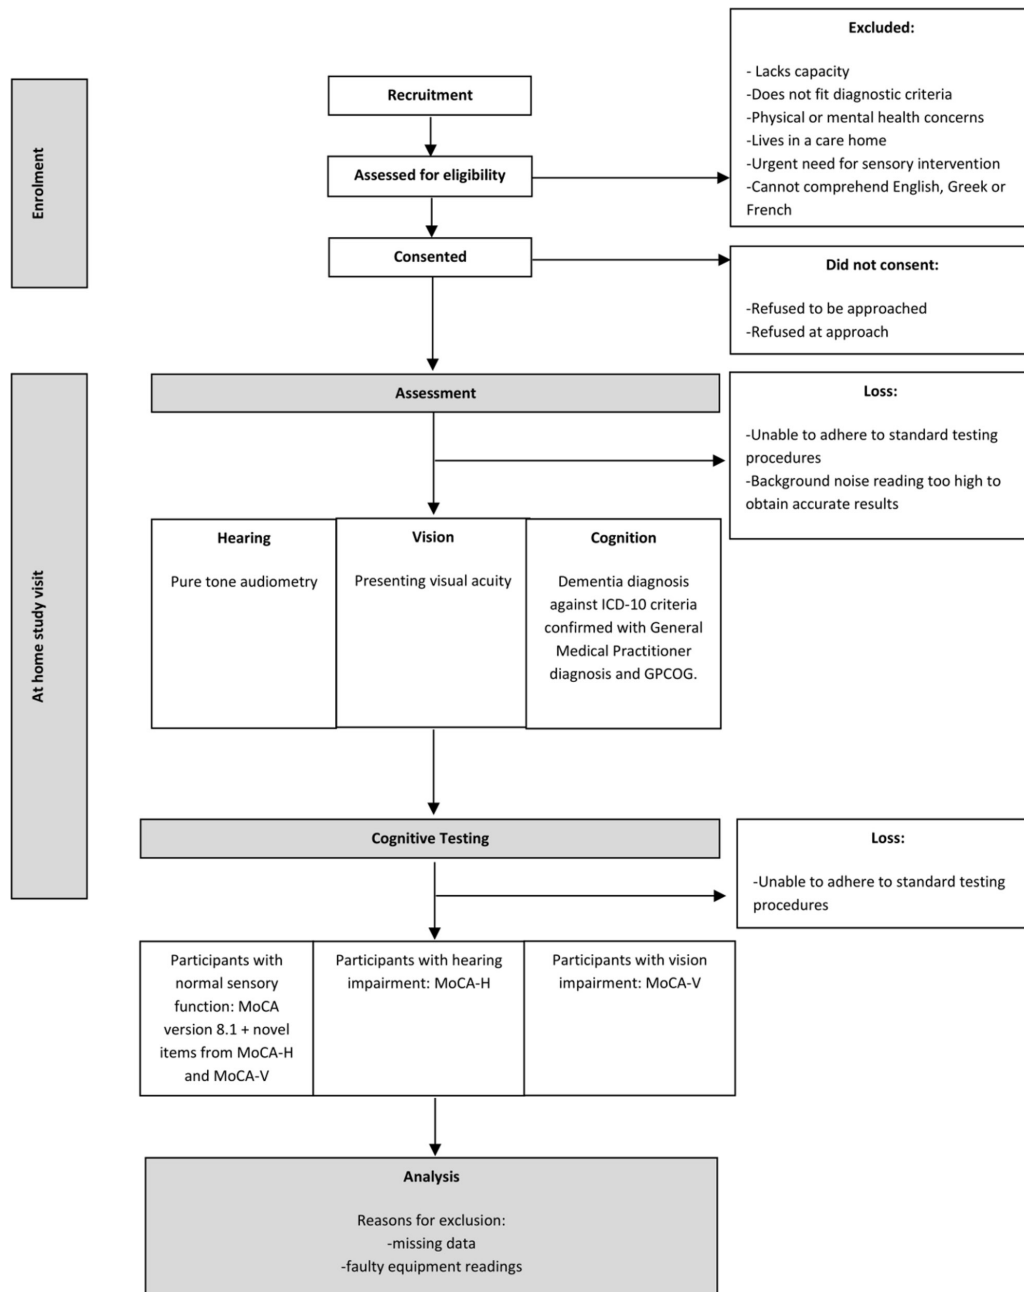 Enrolment
Recruitment
Assessed for eligibility
Consented
Excluded:
- Lacks capacity
-Does not fit diagnostic criteria
-Physical or mental health concerns
-Lives in a care home
-Urgent need for sensory intervention
-Cannot comprehend English, Greek or
French
Did not consent:
-Refused to be approached
-Refused at approach
At home study visit
Assessment
Loss:
-Unable to adhere to standard testing
procedures
-Background noise reading too high to
obtain accurate results
Hearing
Pure tone audiometry
Vision
Presenting visual acuity
Cognition
Dementia diagnosis
against ICD-10 criteria
confirmed with General
Medical Practitioner
diagnosis and GPCOG.
Cognitive Testing
Loss:
-Unable to adhere to standard testing
procedures
Participants with
normal sensory
function: MoCA
version 8.1 + novel
items from MoCA-H
and MoCA-V
Participants with hearing
impairment: MoCA-H
Participants with vision
impairment: MoCA-V
Analysis
Reasons for exclusion:
-missing data
-faulty equipment readings